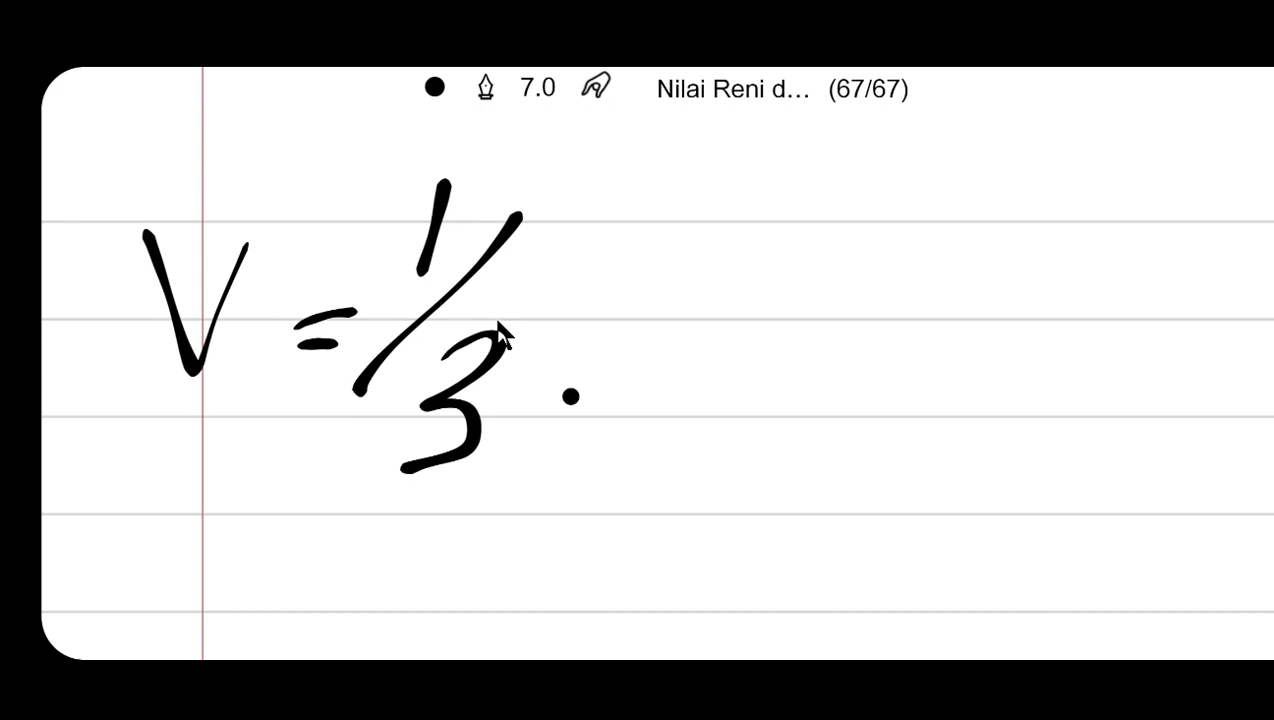 7.0 Nilai Reni d... (67/67)
V = 1/3 .